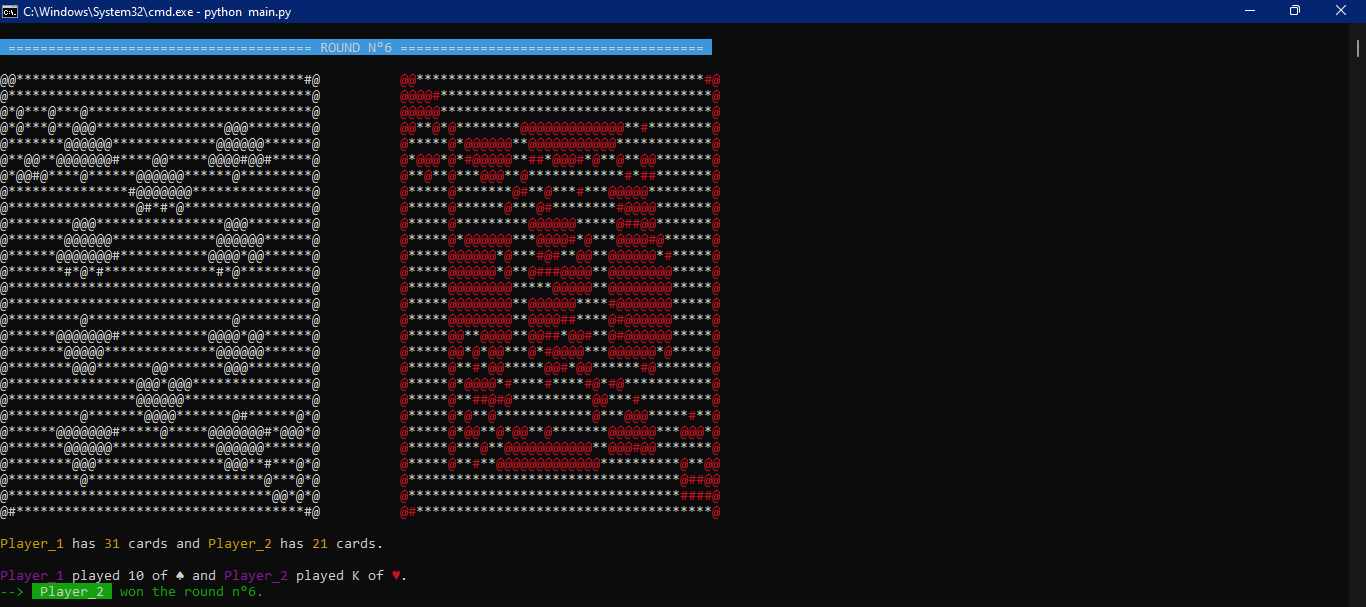 C:\Windows\System32\cmd.exe - python  main.py
====================================== ROUND N°6 ======================================
Player_1 has 31 cards and Player_2 has 21 cards.
Player_1 played 10 of ♠ and Player_2 played K of ♥.
--> Player_2 won the round n°6.